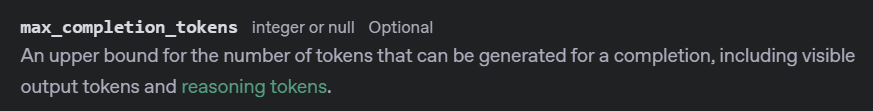 max_completion_tokens integer or null Optional
An upper bound for the number of tokens that can be generated for a completion, including visible
output tokens and reasoning tokens.